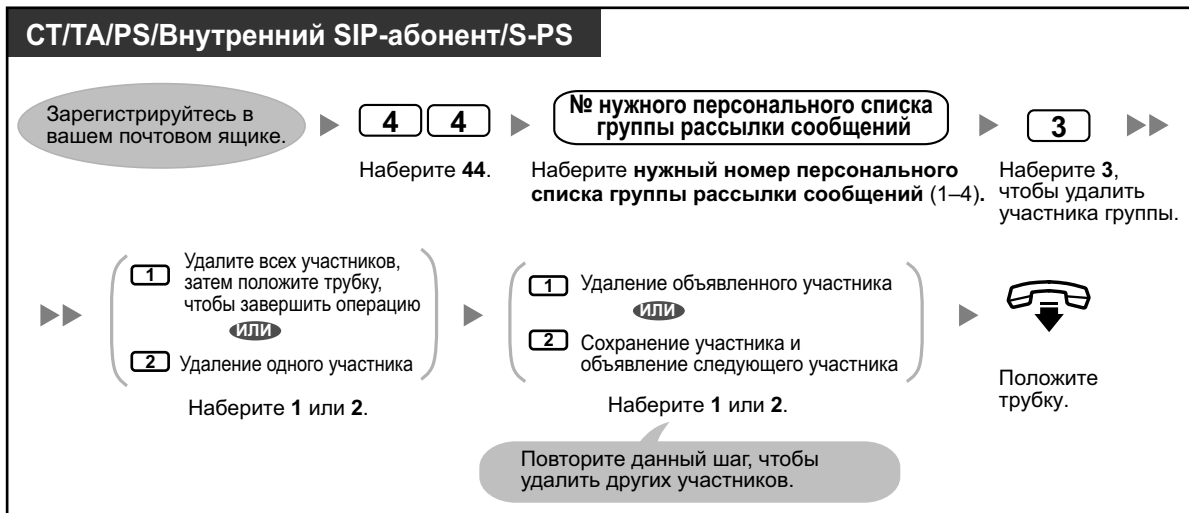 СТ/ТА/PS/Внутренний SIP-абонент/S-PS
Зарегистрируйтесь в
вашем почтовом ящике.
4 4
Наберите 44.
№ нужного персонального списка
группы рассылки сообщений
Наберите нужный номер персонального
списка группы рассылки сообщений (1–4).
3
Наберите 3,
чтобы удалить
участника группы.
1 Удалите всех участников,
затем положите трубку,
чтобы завершить операцию
ИЛИ
2 Удаление одного участника
Наберите 1 или 2.
1 Удаление объявленного участника
ИЛИ
2 Сохранение участника и
объявление следующего участника
Наберите 1 или 2.
Повторите данный шаг, чтобы
удалить других участников.
Положите
трубку.